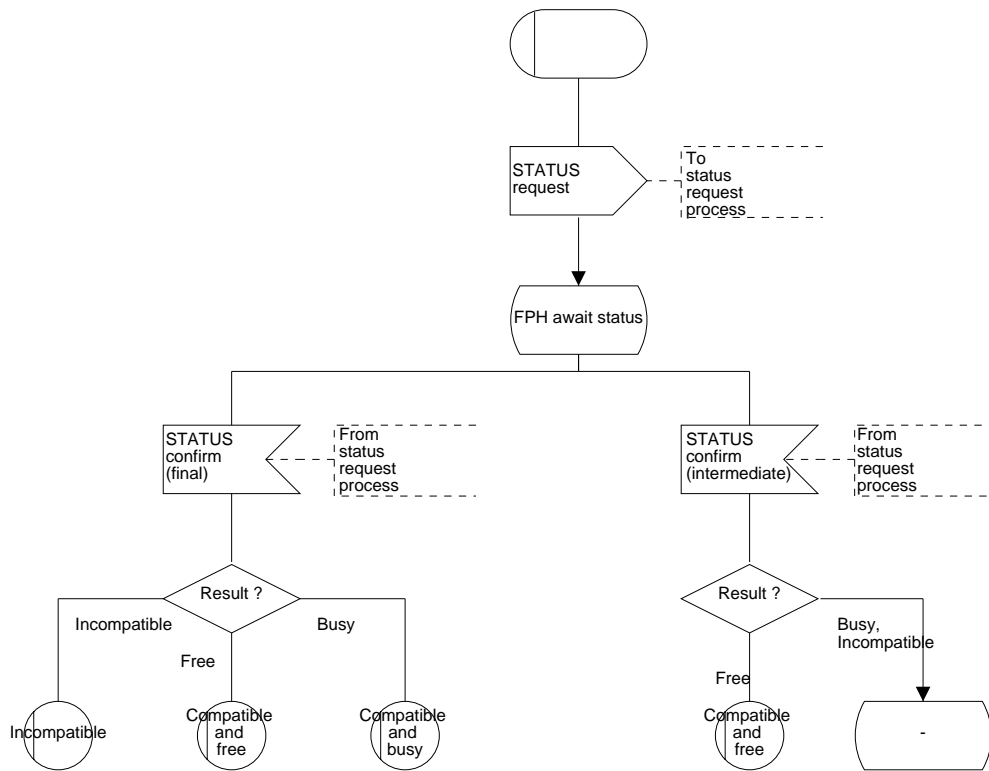 STATUS
request
To
status
request
process
FPH await status
STATUS
confirm
(final)
From
status
request
process
STATUS
confirm
(intermediate)
From
status
request
process
Result ?
Incompatible
Free
Busy
Result ?
Busy,
Incompatible
Free
Incompatible
Compatible
and
free
Compatible
and
busy
Compatible
and
free
-